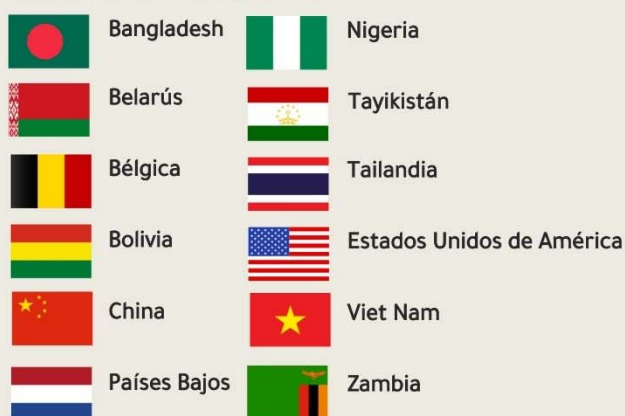 Bangladesh
Belarús
Bélgica
Bolivia
China
Países Bajos
Nigeria
Tayikistán
Tailandia
Estados Unidos de América
Viet Nam
Zambia